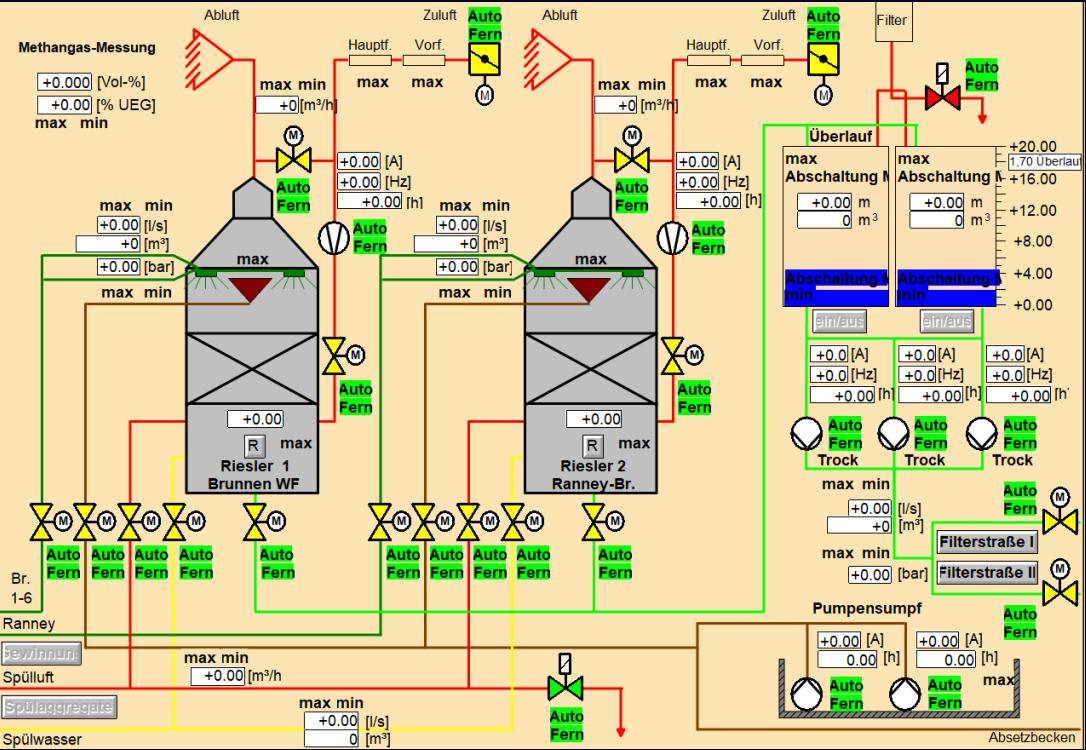 Abluft
Zuluft
Auto
Fern
Abluft
Zuluft
Auto
Fern
Filter
Methangas-Messung
Hauptf. Vorf.
max max
M
Hauptf. Vorf.
max max
M
Auto
Fern
+0.000 [Vol-%]
+0.00 [% UEG]
max min
max min
+0 [m³/h]
M
max min
+0 [m³/h]
M
Auto
Fern
Auto
Fern
+0.00 [A]
+0.00 [Hz]
+0.00 [h]
+0.00 [A]
+0.00 [Hz]
+0.00 [h]
Überlauf
max
Abschaltung M
+0.00 m
0 m³
Abschaltung M
min
ein/aus
max
Abschaltung M
+0.00 m
0 m³
Abschaltung M
min
ein/aus
+20.00
1,70 Überlauf
+16.00
+12.00
+8.00
+4.00
+0.00
max min
+0.00 [l/s]
+0 [m³]
+0.00 [bar]
max min
Auto
Fern
max
max min
+0.00 [l/s]
+0 [m³]
+0.00 [bar]
max min
Auto
Fern
max
M
Auto
Fern
M
Auto
Fern
+0.0 [A]
+0.0 [Hz]
+0.00 [h]
+0.0 [A]
+0.0 [Hz]
+0.00 [h]
+0.0 [A]
+0.0 [Hz]
+0.00 [h]
Auto
Fern
Trock
Auto
Fern
Trock
Auto
Fern
Trock
+0.00
R max
Riesler 1
Brunnen WF
+0.00
R max
Riesler 2
Ranney-Br.
M M M M M
Auto Auto Auto Auto Auto
Fern Fern Fern Fern Fern
M M M M M
Auto Auto Auto Auto Auto
Fern Fern Fern Fern Fern
max min
+0.00 [l/s]
+0 [m³]
max min
+0.00 [bar]
Auto
Fern
M
Filterstraße I
Filterstraße II
M
Auto
Fern
Br.
1-6
Ranney
Gewinnung
Spülluft
Spülaggregate
Spülwasser
max min
+0.00 [m³/h
max min
+0.00 [l/s]
0 [m³]
Auto
Fern
Pumpensumpf
+0.00 [A]
0.00 [h]
+0.00 [A]
0.00 [h]
max
Auto
Fern
Auto
Fern
Absetzbecken